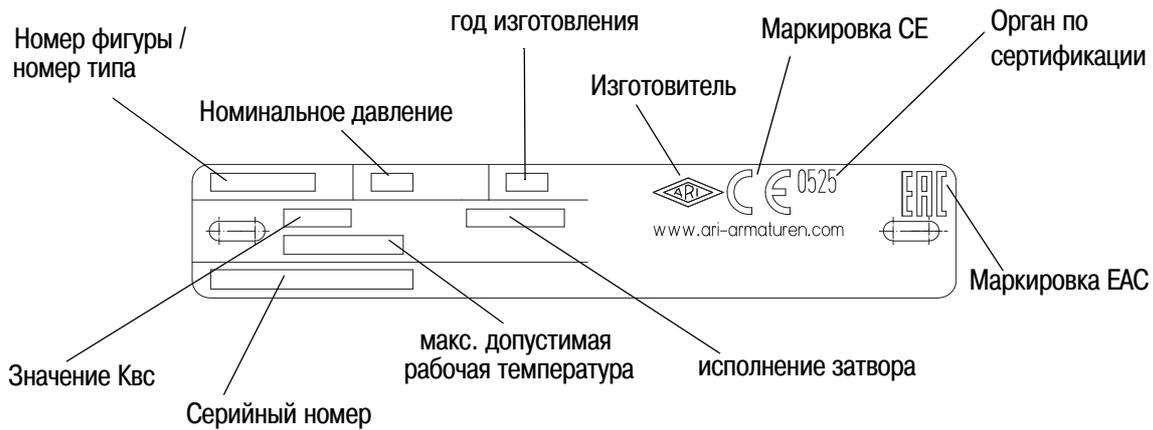 Номер фигуры /
номер типа
год изготовления
Маркировка CE
Орган по
сертификации
Номинальное давление
Изготовитель
ARI
CE 0525
EAC
www.ari-armaturen.com
Маркировка EAC
Значение Квс
Серийный номер
макс. допустимая
рабочая температура
исполнение затвора